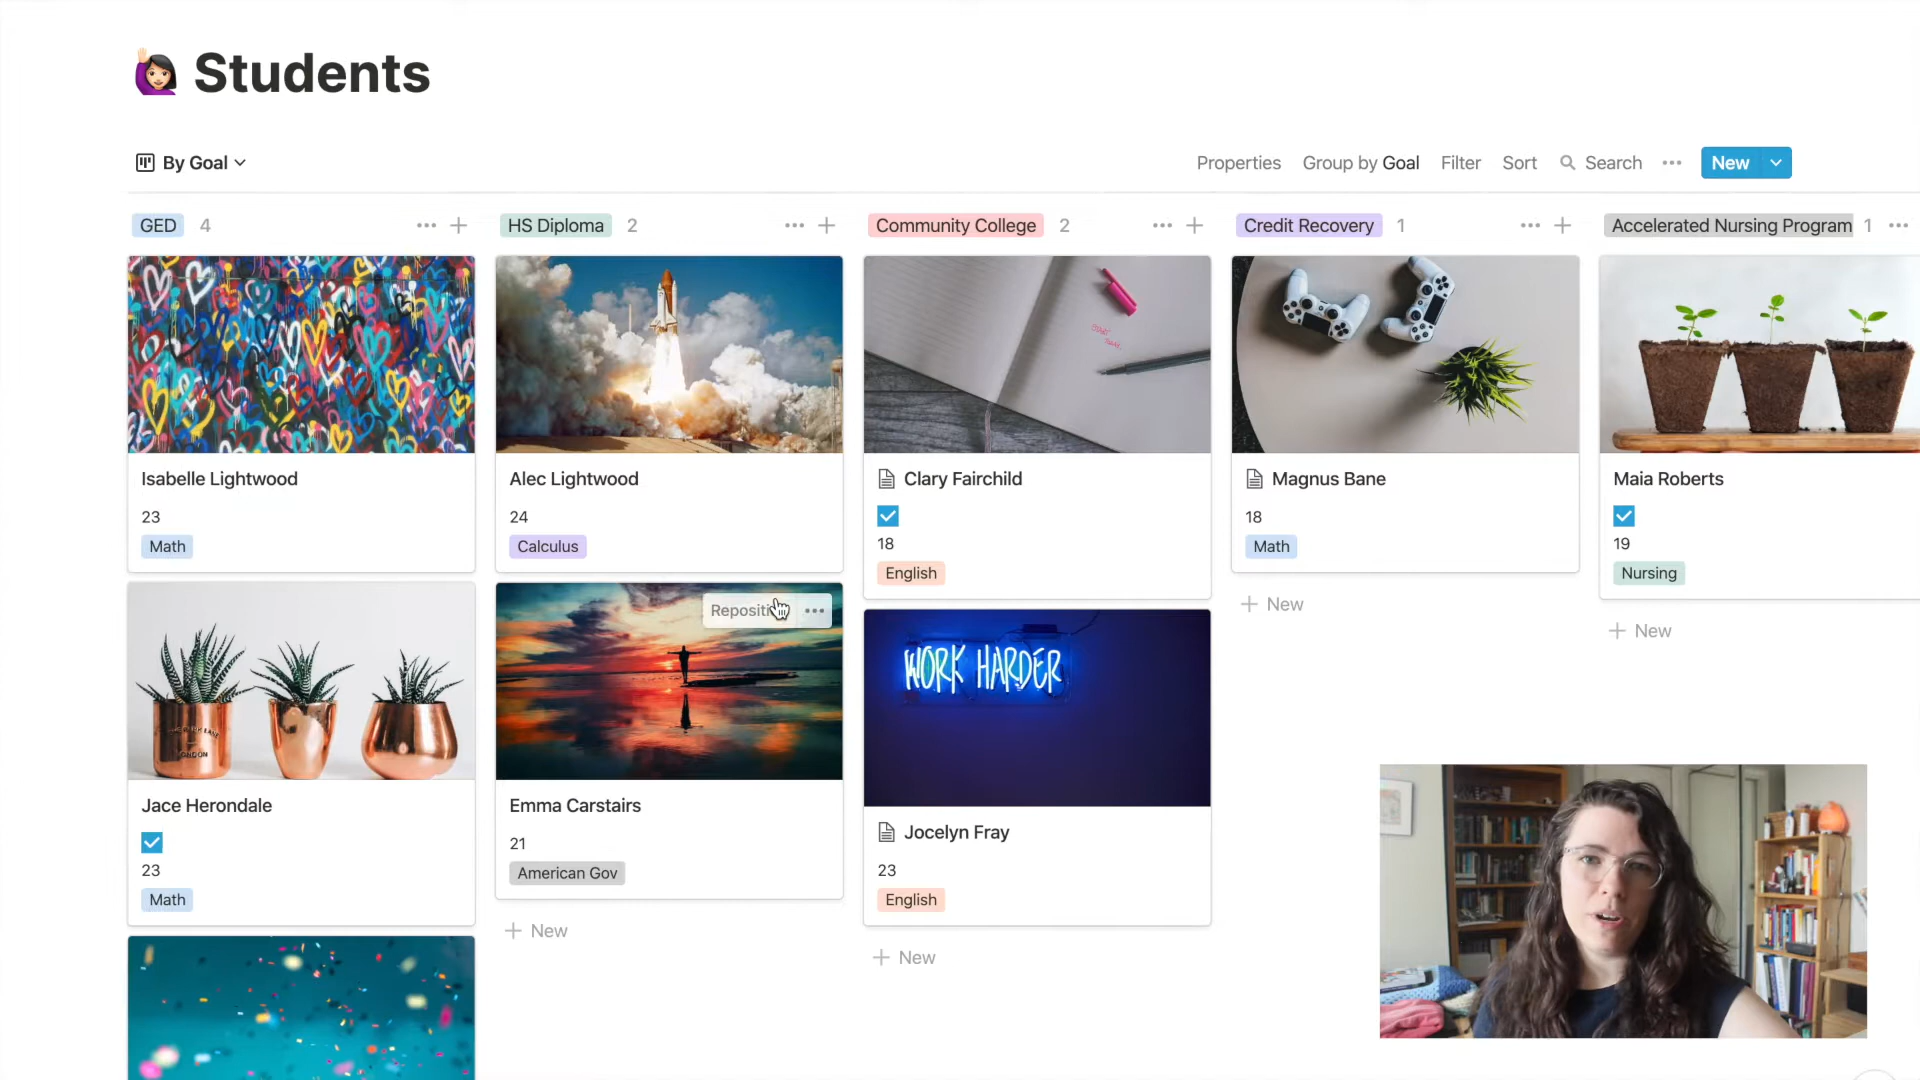 Students
By Goal
Properties Group by Goal Filter Sort Search New
GED 4
HS Diploma 2
Community College 2
Credit Recovery 1
Accelerated Nursing Program 1
Isabelle Lightwood
23
Math
Jace Herondale
23
Math
Alec Lightwood
24
Calculus
Emma Carstairs
21
American Gov
New
Clary Fairchild
18
English
WORK HARDER
Jocelyn Fray
23
English
New
Magnus Bane
18
Math
New
Maia Roberts
19
Nursing
New